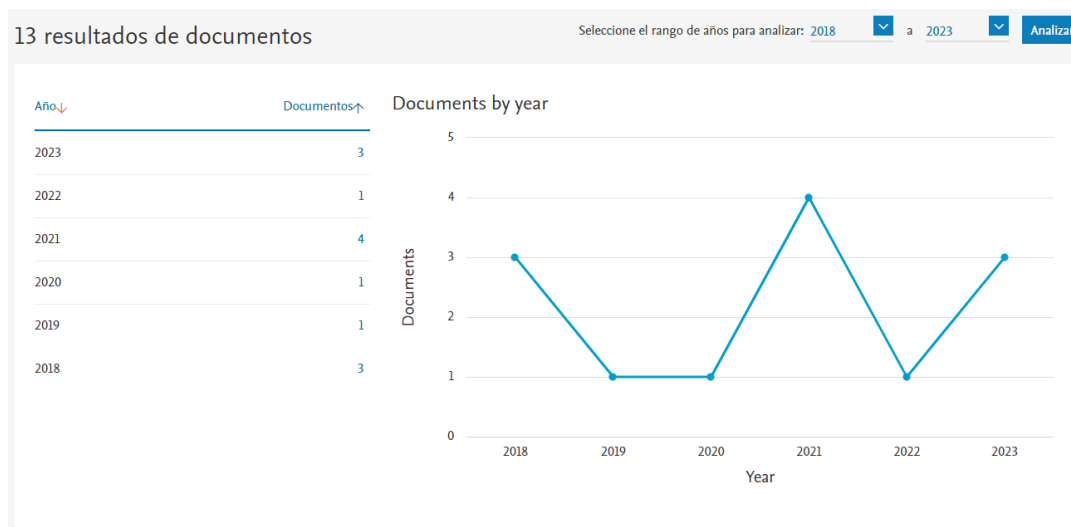 13 resultados de documentos
Seleccione el rango de años para analizar: 2018 a 2023 Analizar
Año Documentos
2023 3
2022 1
2021 4
2020 1
2019 1
2018 3
Documents by year
5
4
3
2
1
0
Documents
2018 2019 2020 2021 2022 2023
Year